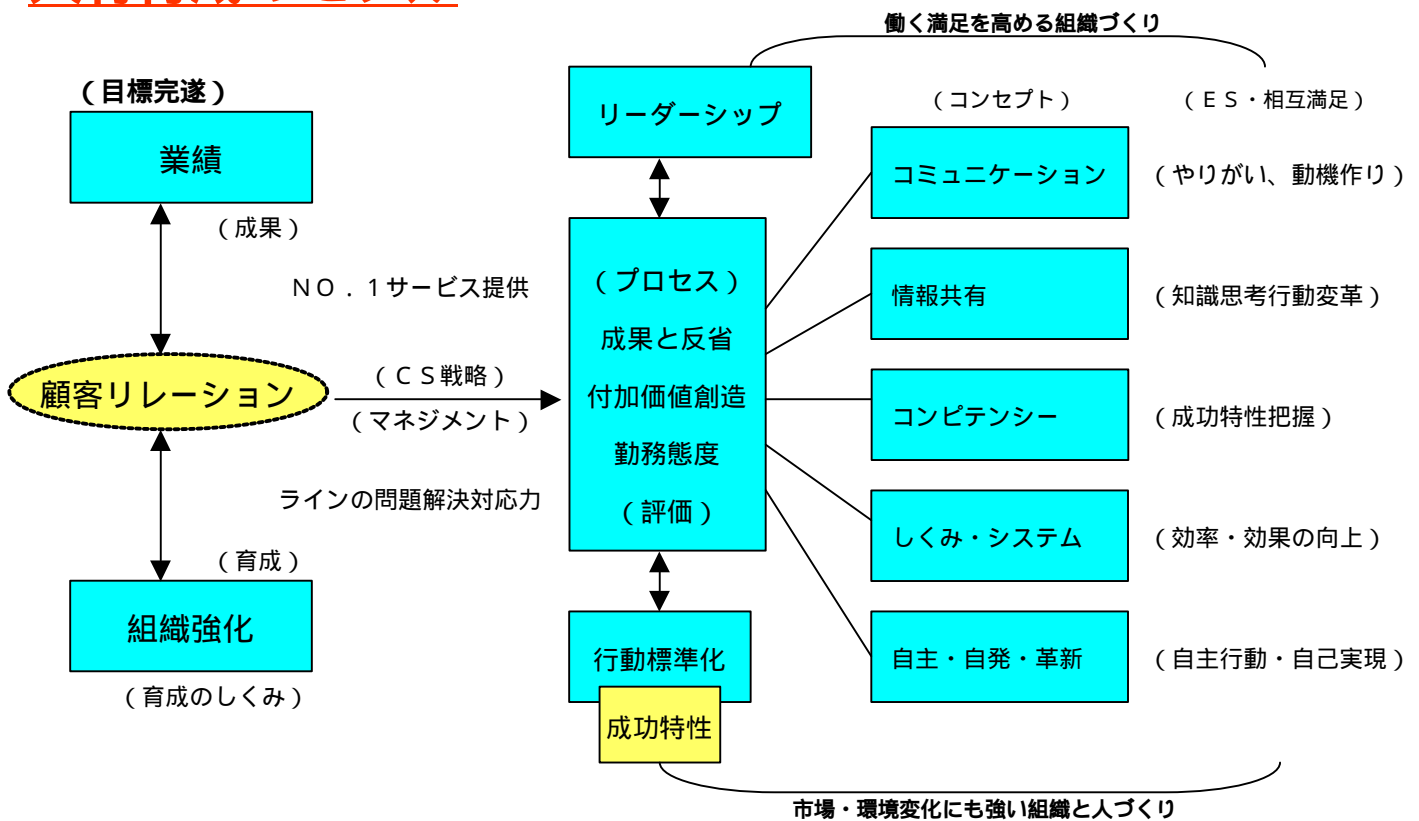 働く満足を高める組織づくり
（目標完遂）
業績
（成果）
ＮＯ．１サービス提供
顧客リレーション
（ＣＳ戦略）
（マネジメント）
ラインの問題解決対応力
（育成）
組織強化
（育成のしくみ）
リーダーシップ
（プロセス）
成果と反省
付加価値創造
勤務態度
（評価）
行動標準化
成功特性
（コンセプト）
（ＥＳ・相互満足）
コミュニケーション
（やりがい、動機作り）
情報共有
（知識思考行動変革）
コンピテンシー
（成功特性把握）
しくみ・システム
（効率・効果の向上）
自主・自発・革新
（自主行動・自己実現）
市場・環境変化にも強い組織と人づくり